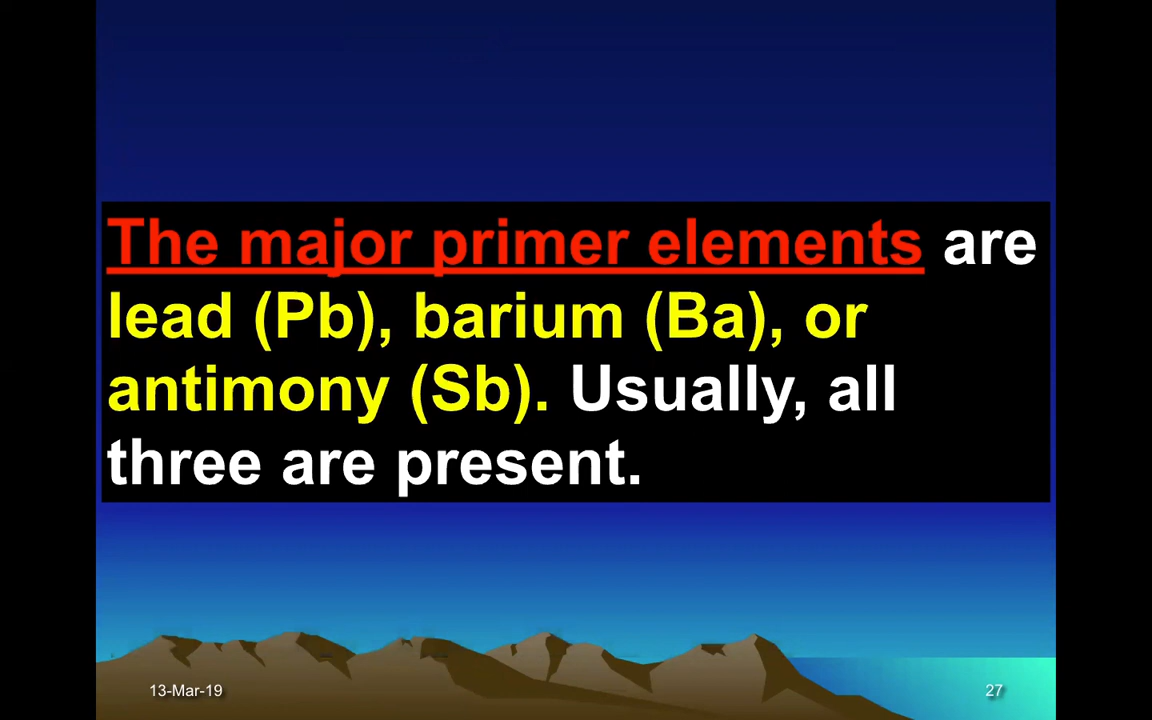 The major primer elements are
lead (Pb), barium (Ba), or
antimony (Sb). Usually, all
three are present.
13-Mar-19
27